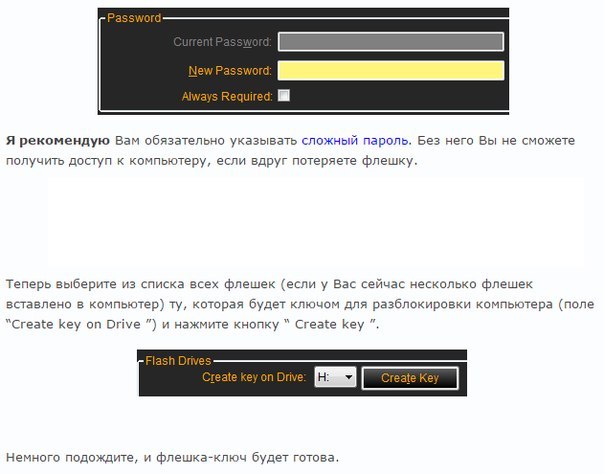 Password
Current Password:
New Password:
Always Required:
Я рекомендую Вам обязательно указывать сложный пароль. Без него Вы не сможете
получить доступ к компьютеру, если вдруг потеряете флешку.
Теперь выберите из списка всех флешек (если у Вас сейчас несколько флешек
вставлено в компьютер) ту, которая будет ключом для разблокировки компьютера (поле
“Create key on Drive ”) и нажмите кнопку “ Create key ”.
Flash Drives
Create key on Drive: H: Create Key
Немного подождите, и флешка-ключ будет готова.